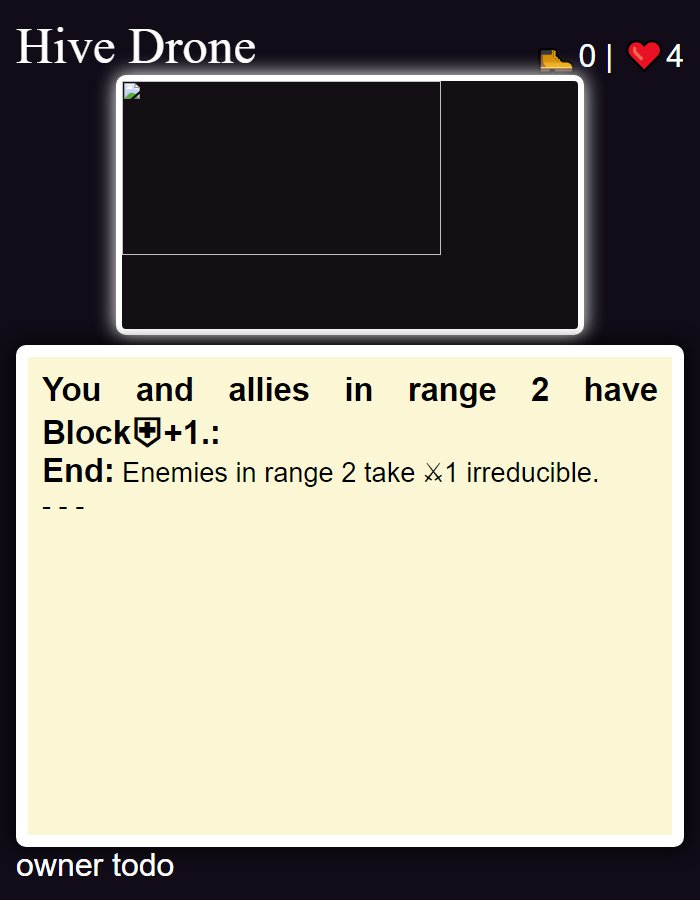 Hive Drone
🥾0 | ❤️4
You and allies in range 2 have
Block⛨+1.:
End: Enemies in range 2 take ⚔1 irreducible.
- - -
owner todo